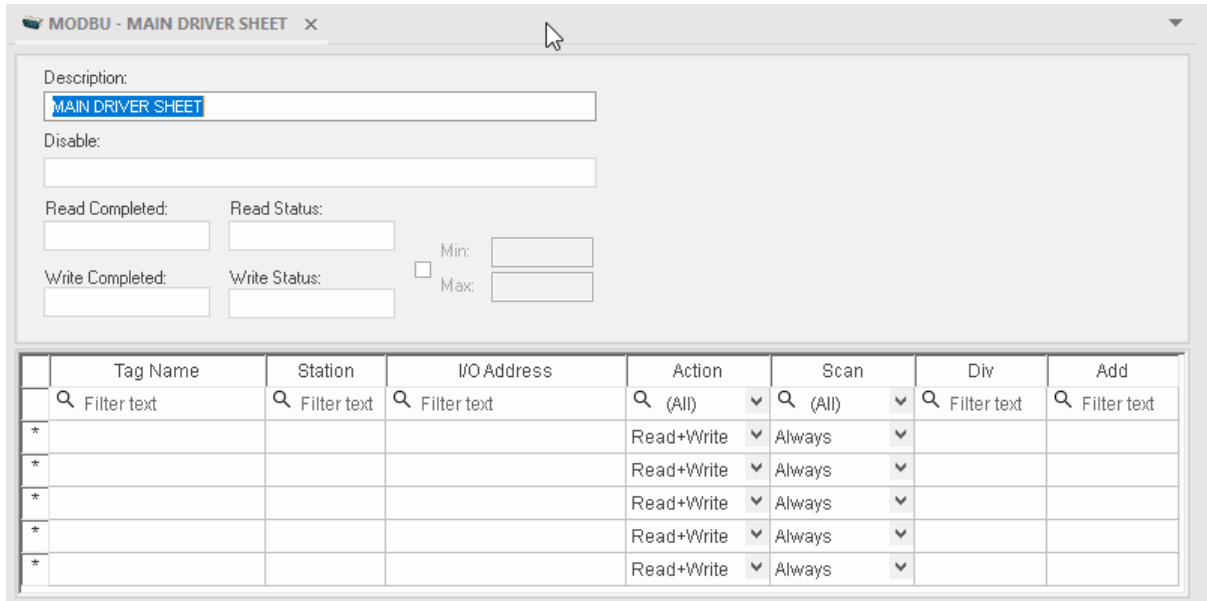 MODBU - MAIN DRIVER SHEET
Description:
MAIN DRIVER SHEET
Disable:
Read Completed: Read Status:
Min:
Write Completed: Write Status:
Max:
Tag Name Station I/O Address Action Scan Div Add
Filter text Filter text Filter text (All) (All) Filter text Filter text
* Read+Write Always
* Read+Write Always
* Read+Write Always
* Read+Write Always
* Read+Write Always